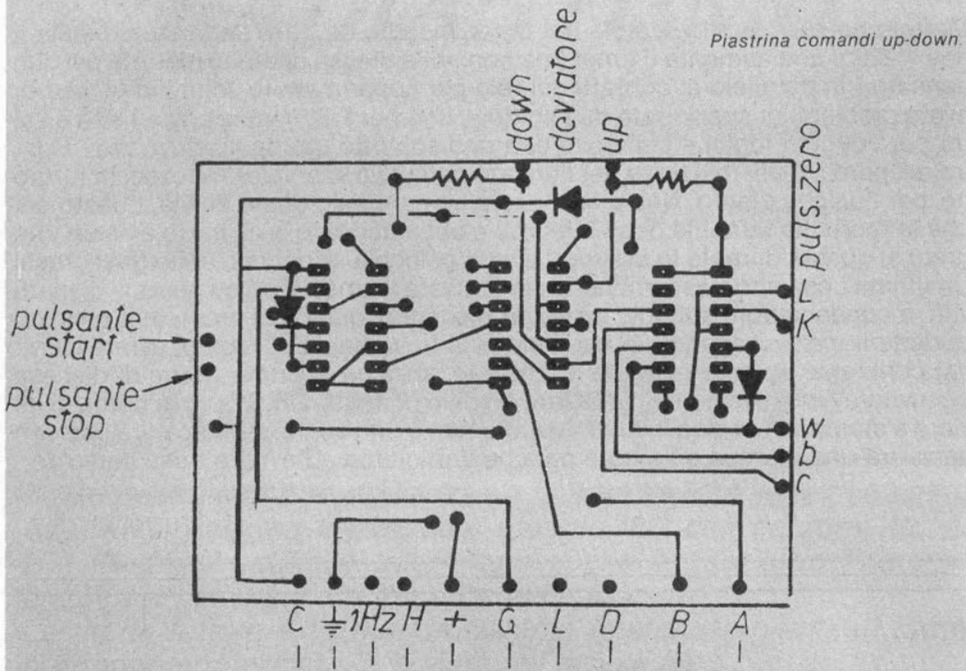 Piastrina comandi up-down.
down
deviatore
up
puls.zero
L
K
pulsante
start
pulsante
stop
W
D
C
C ⏚ 1Hz H + G L D B A